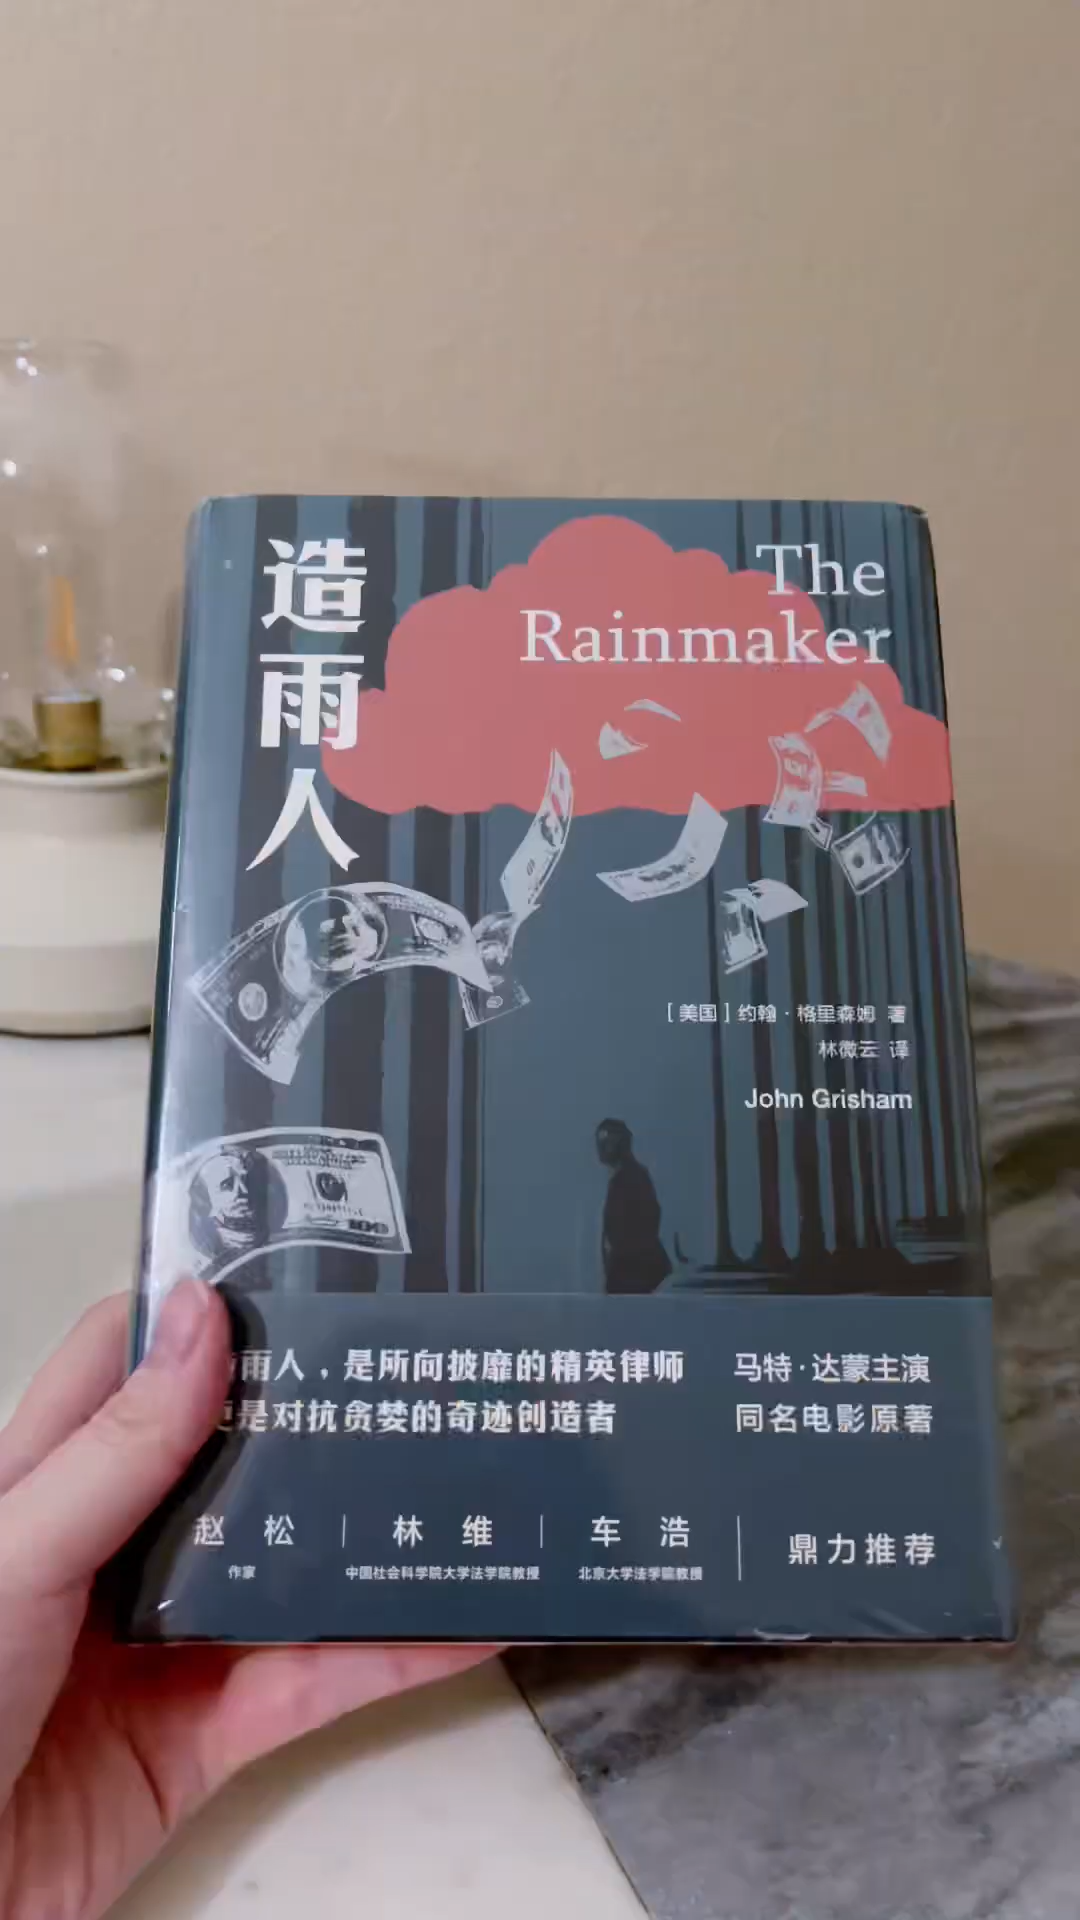 造雨人
The
Rainmaker
[美国]约翰·格里森姆 著
林微云 译
John Grisham
100
雨人，是所向披靡的精英律师
更是对抗贪婪的奇迹创造者
马特·达蒙主演
同名电影原著
赵松
作家
林维
中国社会科学院大学法学院教授
车浩
北京大学法学院教授
鼎力推荐